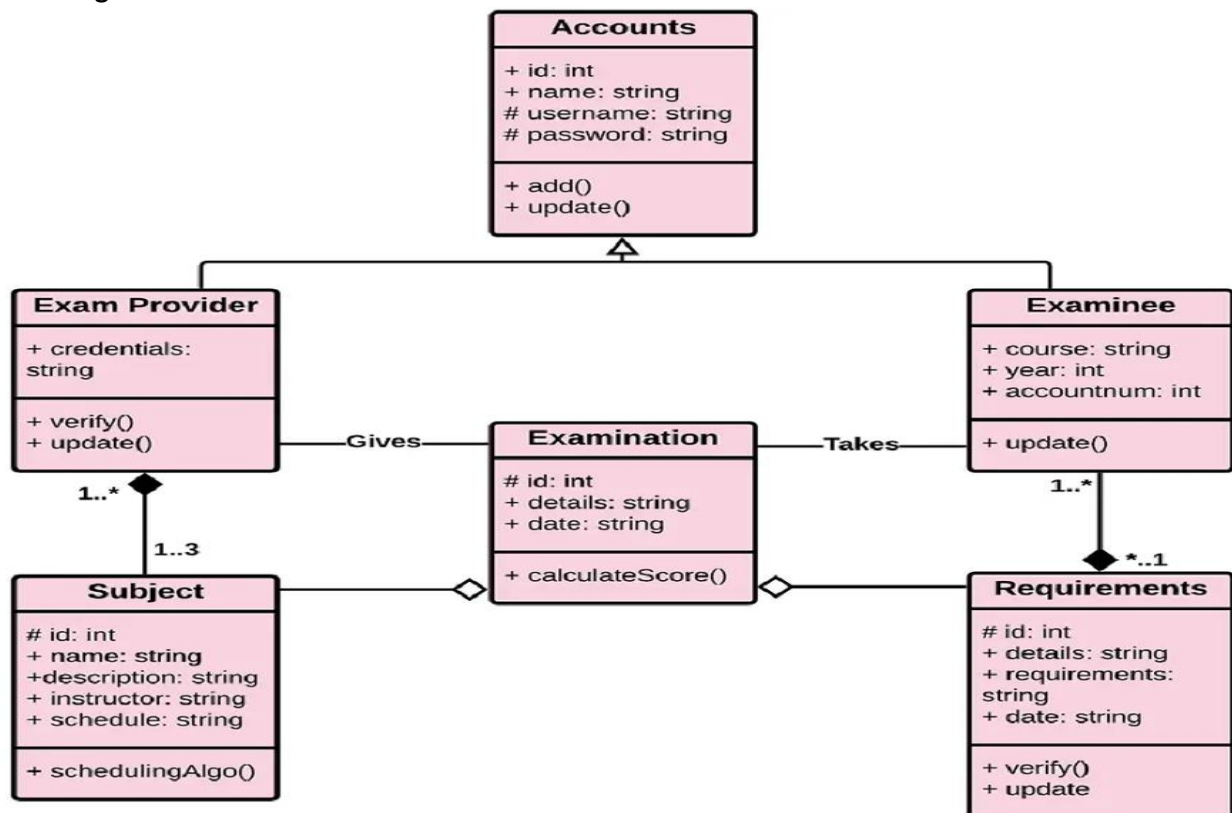 Accounts
+ id: int
+ name: string
# username: string
# password: string
+ add()
+ update()
Exam Provider
+ credentials:
string
+ verify()
+ update()
Examinee
+ course: string
+ year: int
+ accountnum: int
+ update()
Gives
Examination
# id: int
+ details: string
+ date: string
+ calculateScore()
Takes
1..*
1..3
1..*
*..1
Subject
# id: int
+ name: string
+description: string
+ instructor: string
+ schedule: string
+ schedulingAlgo()
Requirements
# id: int
+ details: string
+ requirements:
string
+ date: string
+ verify()
+ update